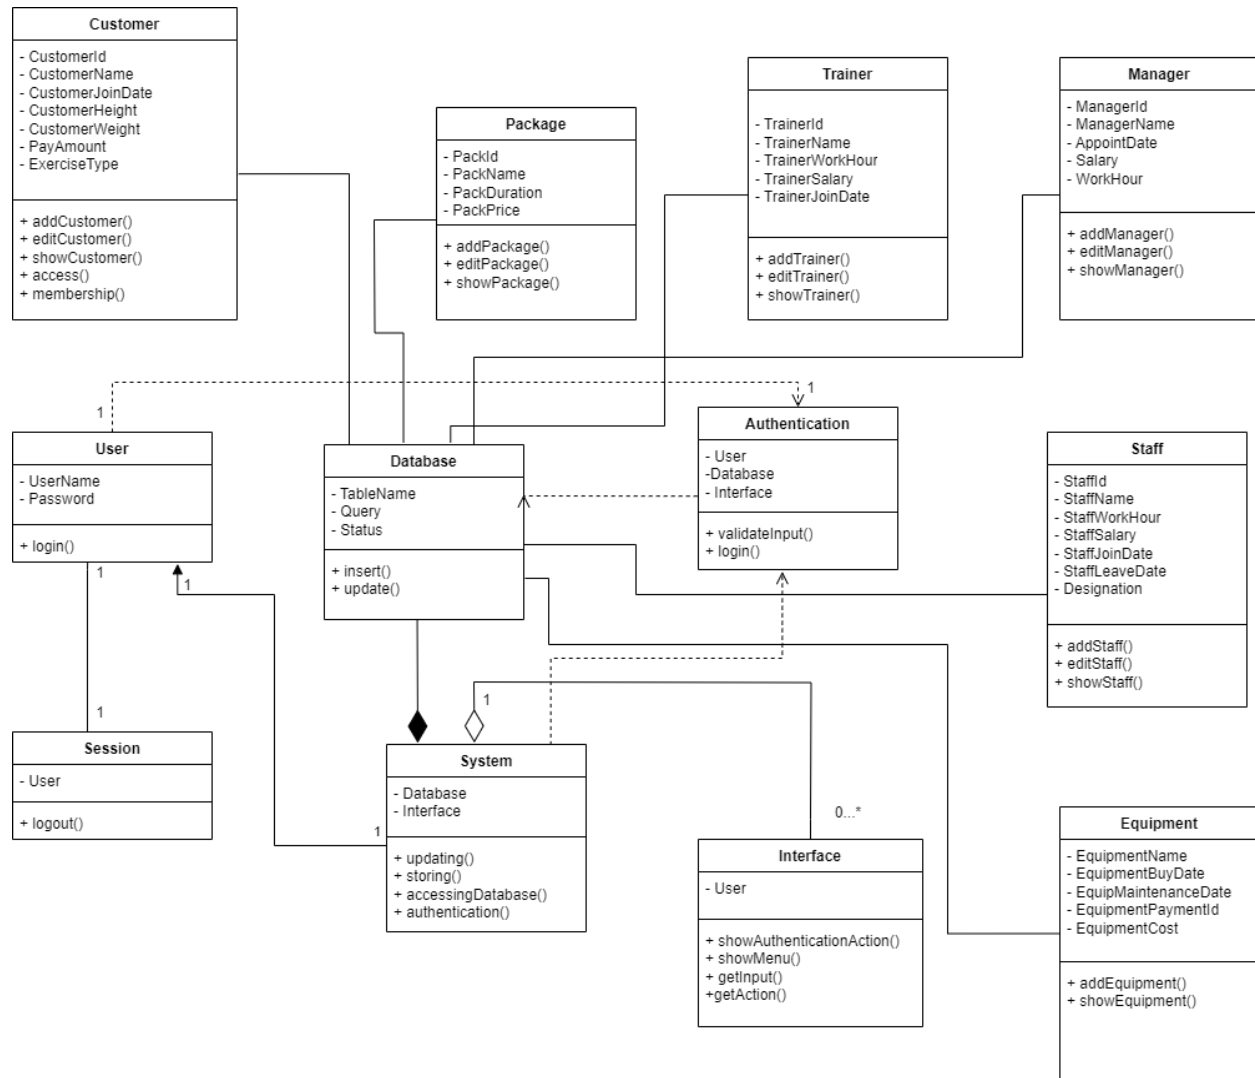 Customer
- CustomerId
- CustomerName
- CustomerJoinDate
- CustomerHeight
- CustomerWeight
- PayAmount
- ExerciseType
+ addCustomer()
+ editCustomer()
+ showCustomer()
+ access()
+ membership()
Package
- PackId
- PackName
- PackDuration
- PackPrice
+ addPackage()
+ editPackage()
+ showPackage()
Trainer
- TrainerId
- TrainerName
- TrainerWorkHour
- TrainerSalary
- TrainerJoinDate
+ addTrainer()
+ editTrainer()
+ showTrainer()
Manager
- ManagerId
- ManagerName
- AppointDate
- Salary
- WorkHour
+ addManager()
+ editManager()
+ showManager()
1
1
User
- UserName
- Password
+ login()
1
1
Database
- TableName
- Query
- Status
+ insert()
+ update()
Authentication
- User
-Database
- Interface
+ validateInput()
+ login()
Staff
- StaffId
- StaffName
- StaffWorkHour
- StaffSalary
- StaffJoinDate
- StaffLeaveDate
- Designation
+ addStaff()
+ editStaff()
+ showStaff()
1
1
Session
- User
+ logout()
1
System
- Database
- Interface
+ updating()
+ storing()
+ accessingDatabase()
+ authentication()
0...*
Interface
- User
+ showAuthenticationAction()
+ showMenu()
+ getInput()
+getAction()
Equipment
- EquipmentName
- EquipmentBuyDate
- EquipMaintenanceDate
- EquipmentPaymentId
- EquipmentCost
+ addEquipment()
+ showEquipment()